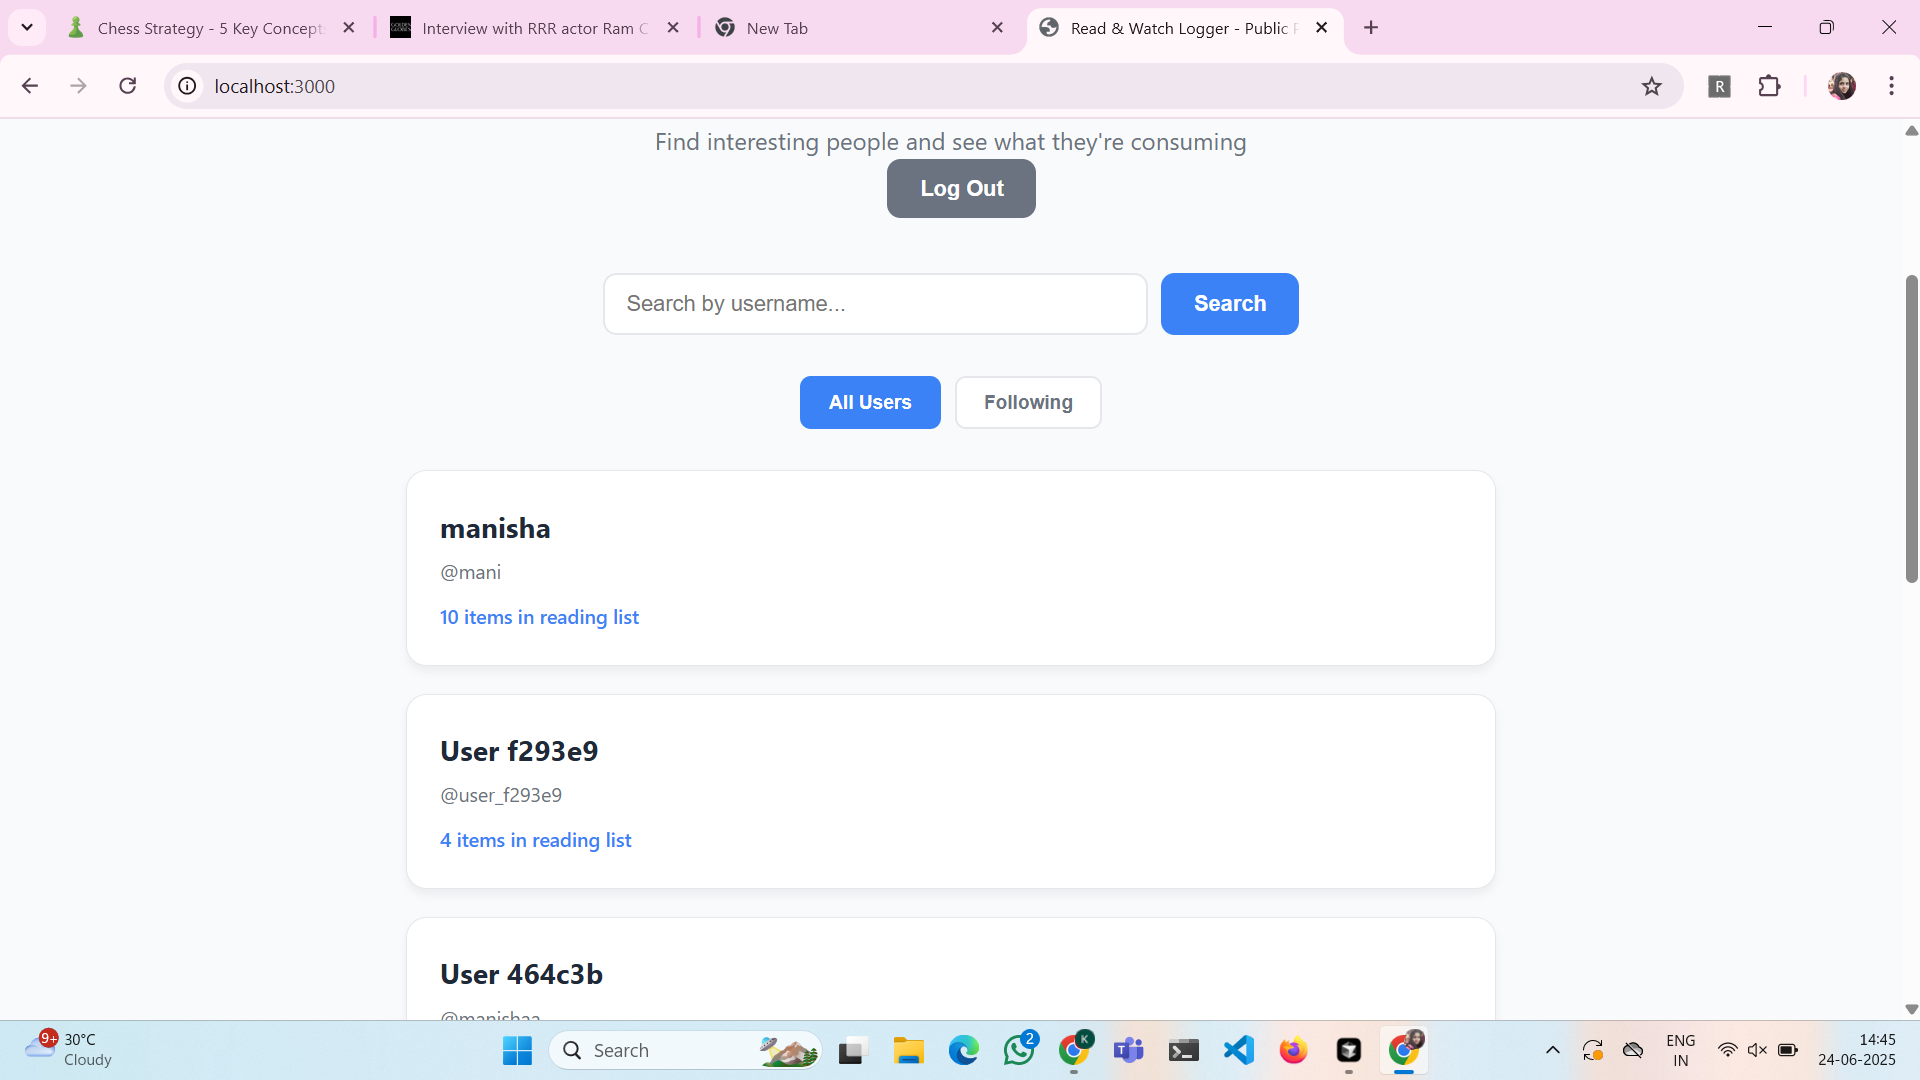 Chess Strategy - 5 Key Concept
Interview with RRR actor Ram C
New Tab
Read & Watch Logger - Public
localhost:3000
R
Find interesting people and see what they're consuming
Log Out
Search by username...
Search
All Users
Following
manisha
@mani
10 items in reading list
User f293e9
@user_f293e9
4 items in reading list
User 464c3b
@manishaa
9+
30°C
Cloudy
Search
2
K
ENG
IN
14:45
24-06-2025